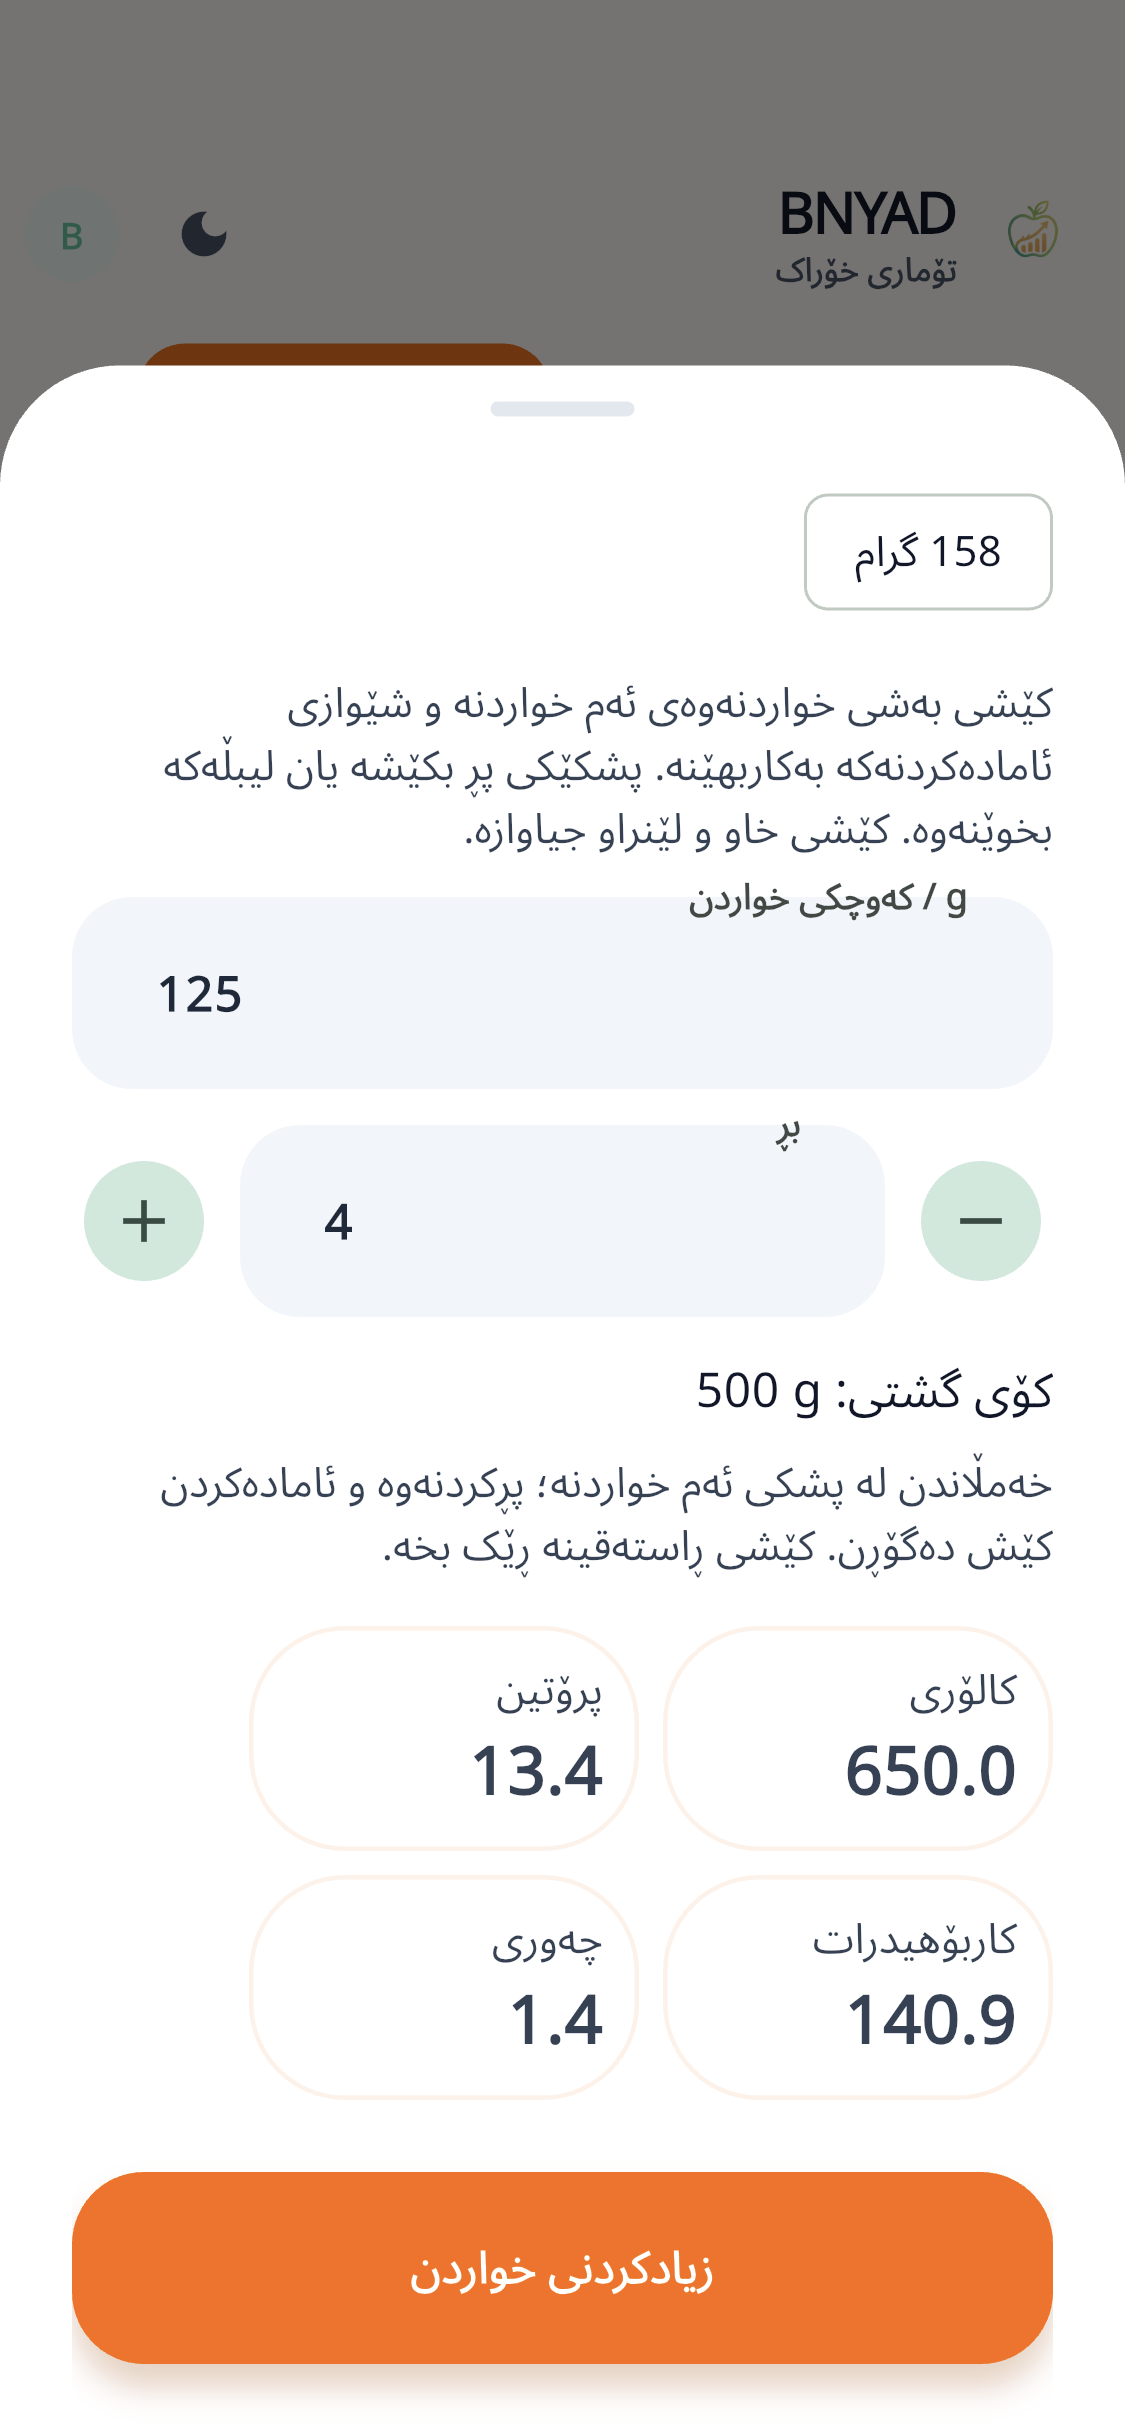 BNYAD
تۆماری خۆراک
B
158 گرام
کێشی بەشی خواردنەوەی ئەم خواردنە و شێوازی
ئامادەکردنەکە بەکاربهێنە. پشکێکی پڕ بکێشە یان لیبڵەکە
بخوێنەوە. کێشی خاو و لێنراو جیاوازە.
g / کەوچکی خواردن
125
بڕ
4
کۆی گشتی: 500 g
خەمڵاندن لە پشکی ئەم خواردنە؛ پڕکردنەوە و ئامادەکردن
کێش دەگۆڕن. کێشی ڕاستەقینە ڕێک بخە.
کالۆری
650.0
پرۆتین
13.4
کاربۆهیدرات
140.9
چەوری
1.4
زیادکردنی خواردن